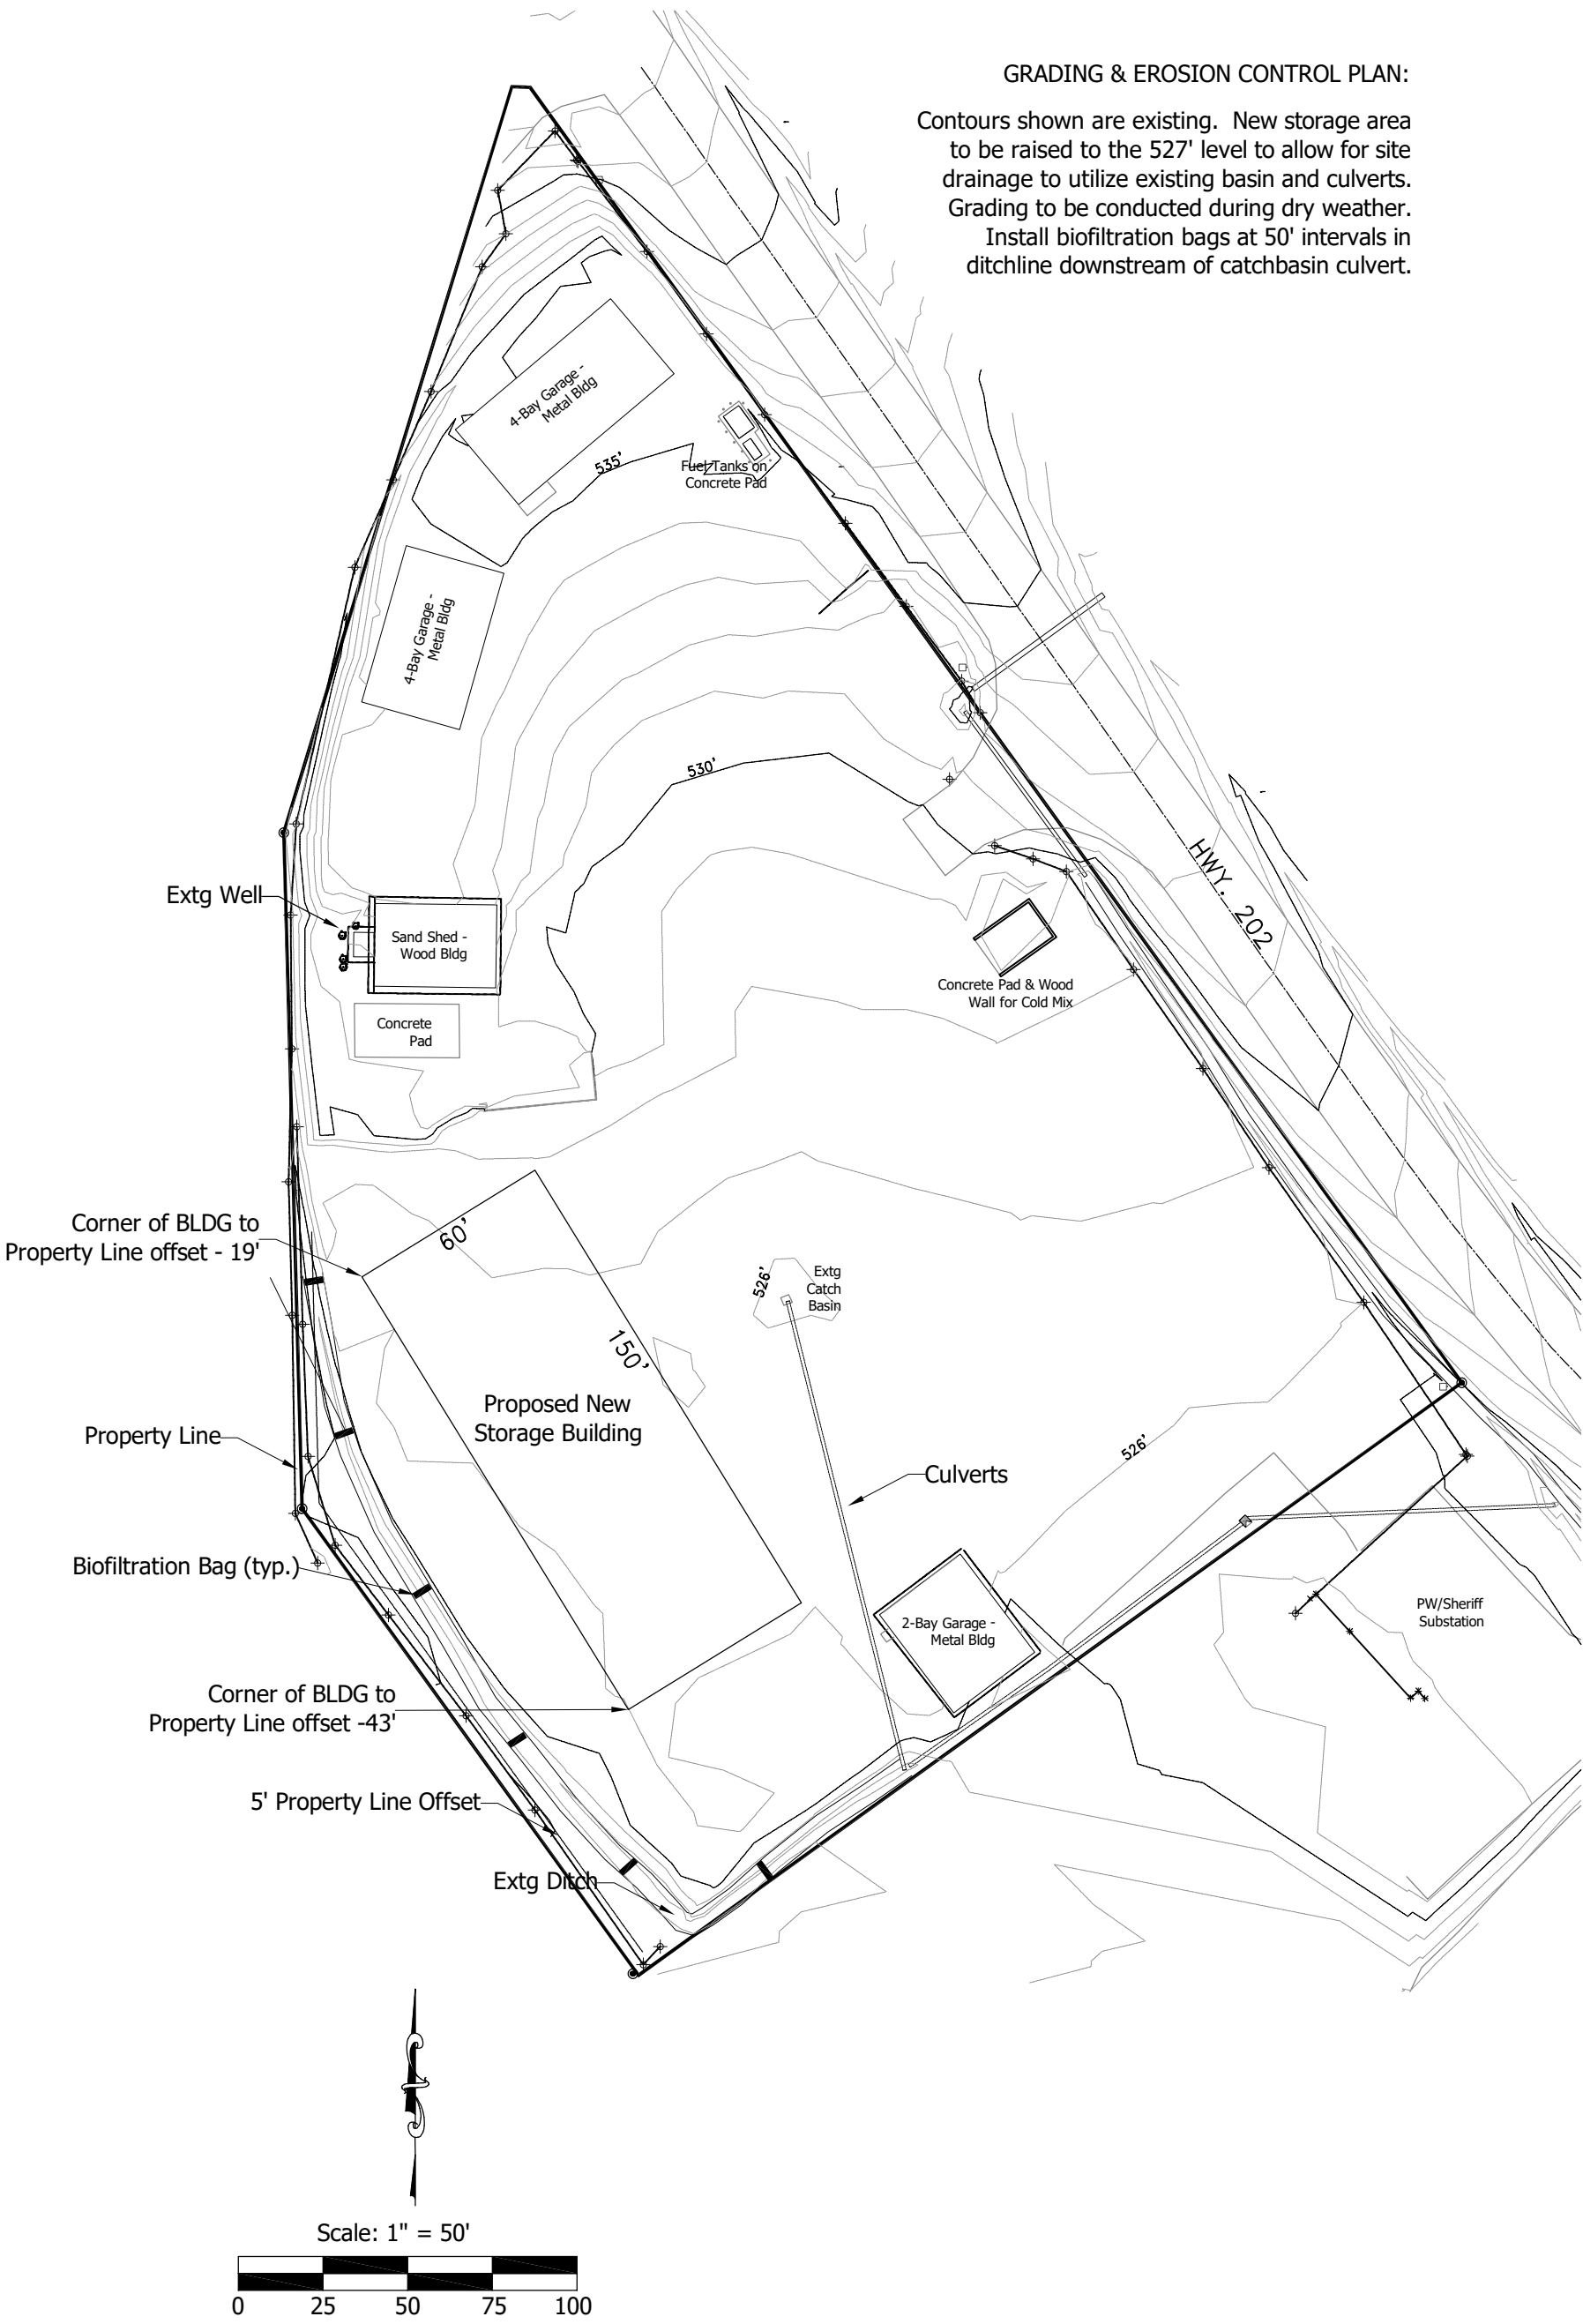 GRADING & EROSION CONTROL PLAN:
Contours shown are existing. New storage area
to be raised to the 527' level to allow for site
drainage to utilize existing basin and culverts.
Grading to be conducted during dry weather.
Install biofiltration bags at 50' intervals in
ditchline downstream of catchbasin culvert.
4-Bay Garage -
Metal Bldg
535'
Fuel Tanks on
Concrete Pad
4-Bay Garage -
Metal Bldg
530'
HWY. 202
Extg Well
Sand Shed -
Wood Bldg
Concrete Pad & Wood
Wall for Cold Mix
Concrete
Pad
Corner of BLDG to
Property Line offset - 19'
60'
526'
Extg
Catch
Basin
150'
Proposed New
Storage Building
Property Line
526'
Culverts
Biofiltration Bag (typ.)
2-Bay Garage -
Metal Bldg
PW/Sheriff
Substation
Corner of BLDG to
Property Line offset -43'
5' Property Line Offset
Extg Ditch
Scale: 1" = 50'
0 25 50 75 100